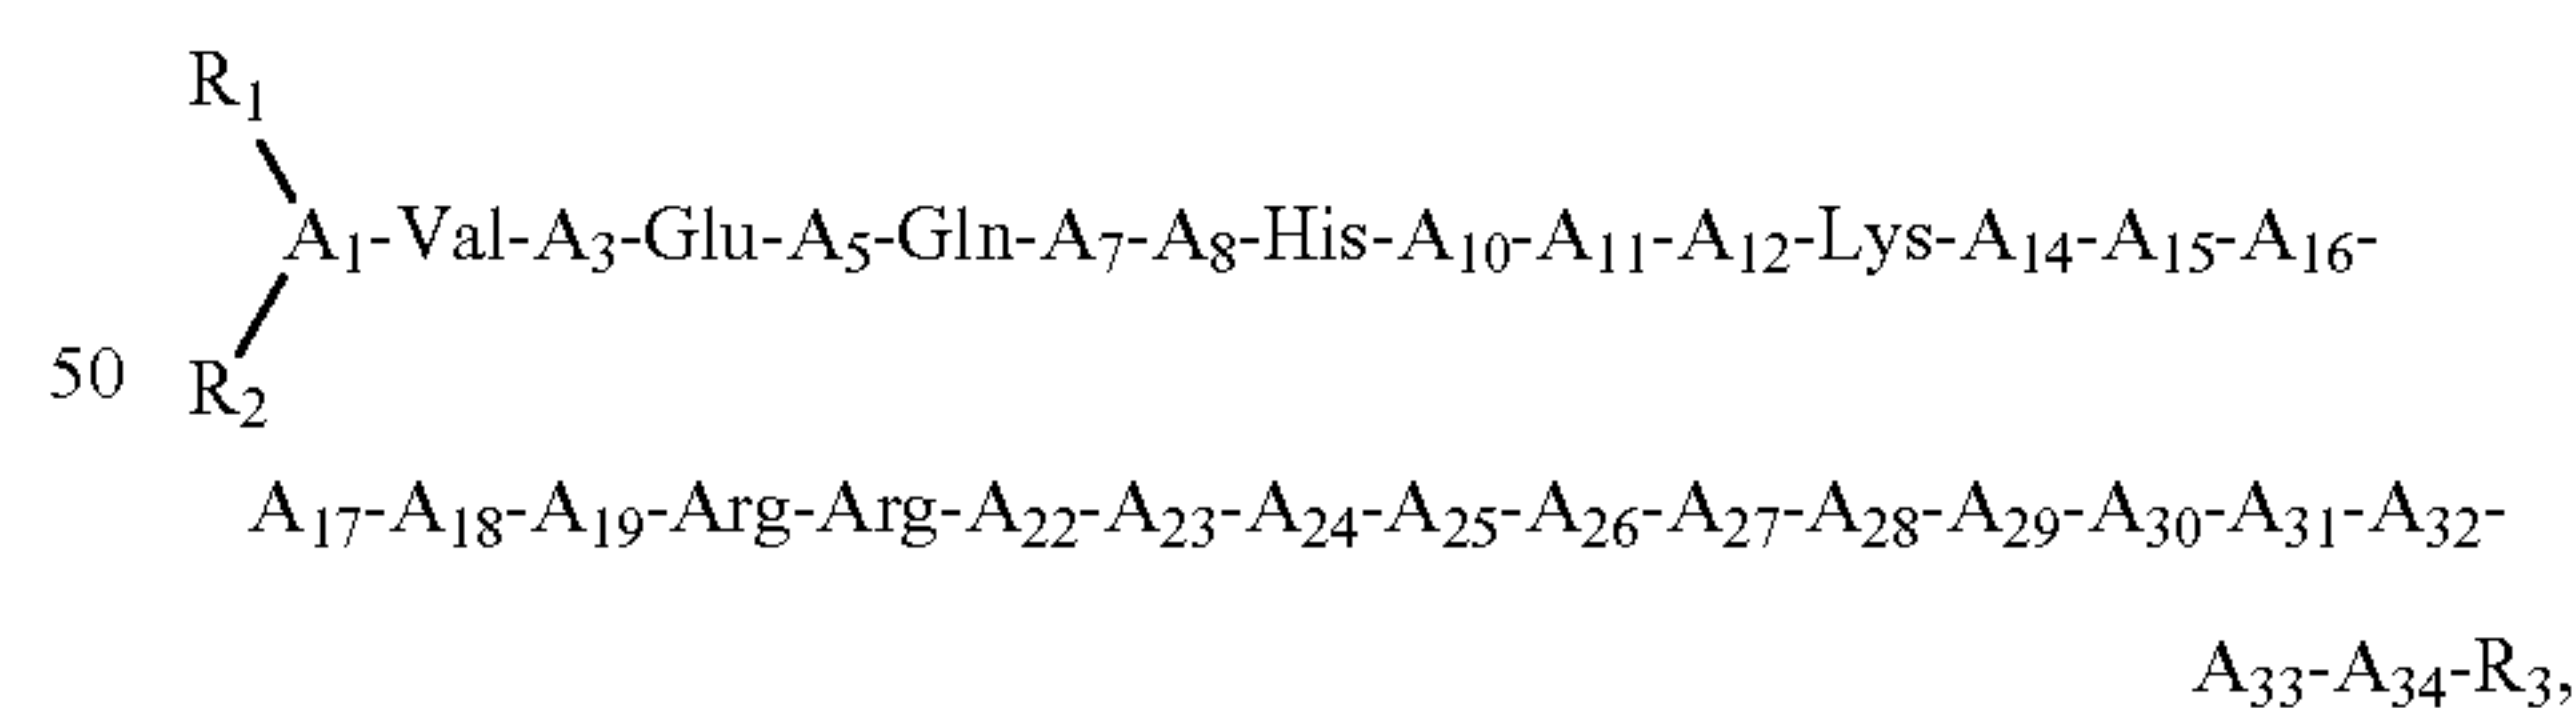 R₁
A₁-Val-A₃-Glu-A₅-Gln-A₇-A₈-His-A₁₀-A₁₁-A₁₂-Lys-A₁₄-A₁₅-A₁₆-
50 R₂
A₁₇-A₁₈-A₁₉-Arg-Arg-A₂₂-A₂₃-A₂₄-A₂₅-A₂₆-A₂₇-A₂₈-A₂₉-A₃₀-A₃₁-A₃₂-
A₃₃-A₃₄-R₃,